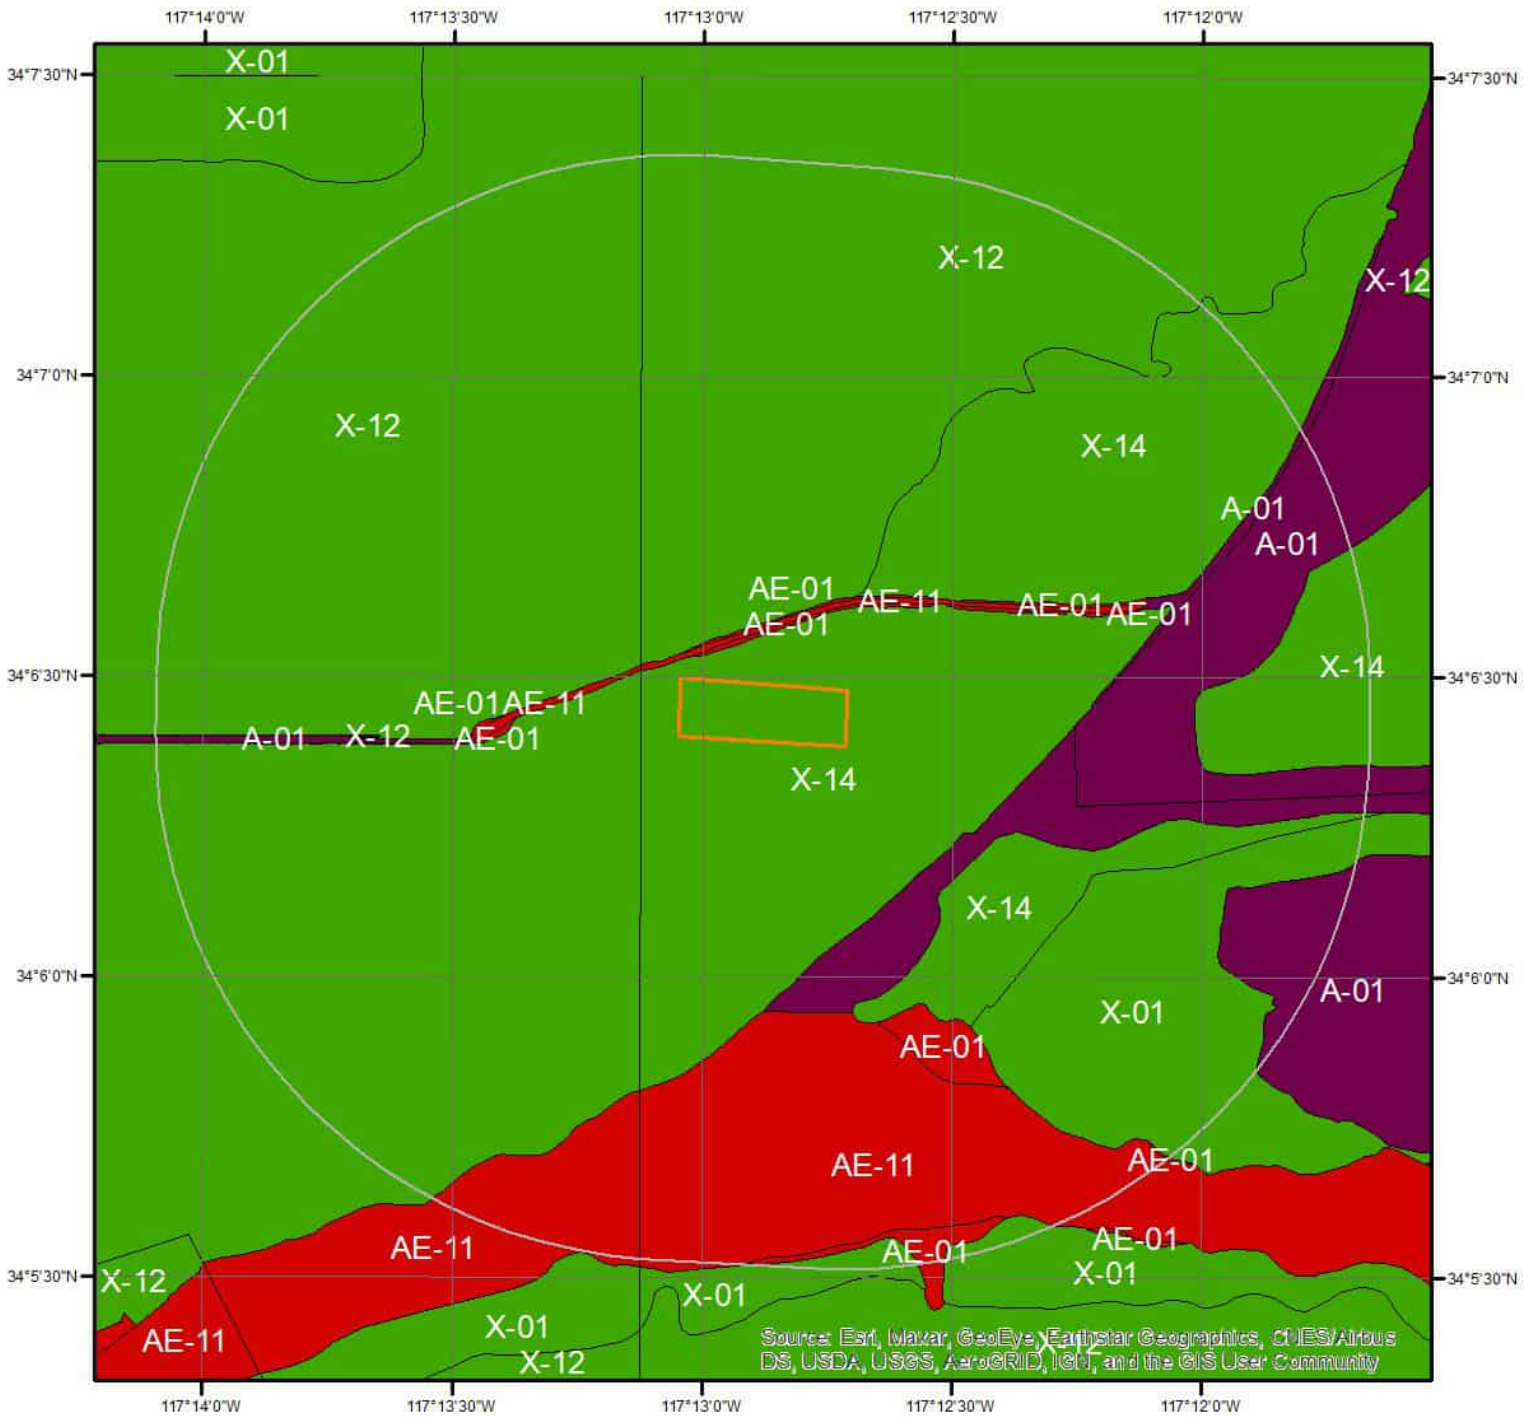 117°14'0"W 117°13'30"W 117°13'0"W 117°12'30"W 117°12'0"W
X-01
34°7'30"N 34°7'30"N
X-01
X-12
X-12
34°7'0"N 34°7'0"N
X-12
X-14
A-01
A-01
AE-01
AE-11 AE-01
AE-01 AE-01
X-14
34°6'30"N 34°6'30"N
AE-01 AE-11
A-01 X-12 AE-01
X-14
X-14
34°6'0"N 34°6'0"N
A-01
X-01
AE-01
AE-01
AE-11
AE-01
AE-11 AE-01
X-01
34°5'30"N 34°5'30"N
X-12
X-01
X-01
AE-11
X-12
X-12
Source: Esri, Maxar, GeoEye, Earthstar Geographics, CNES/Airbus
DS, USDA, USGS, AeroGRID, IGN, and the GIS User Community
117°14'0"W 117°13'30"W 117°13'0"W 117°12'30"W 117°12'0"W